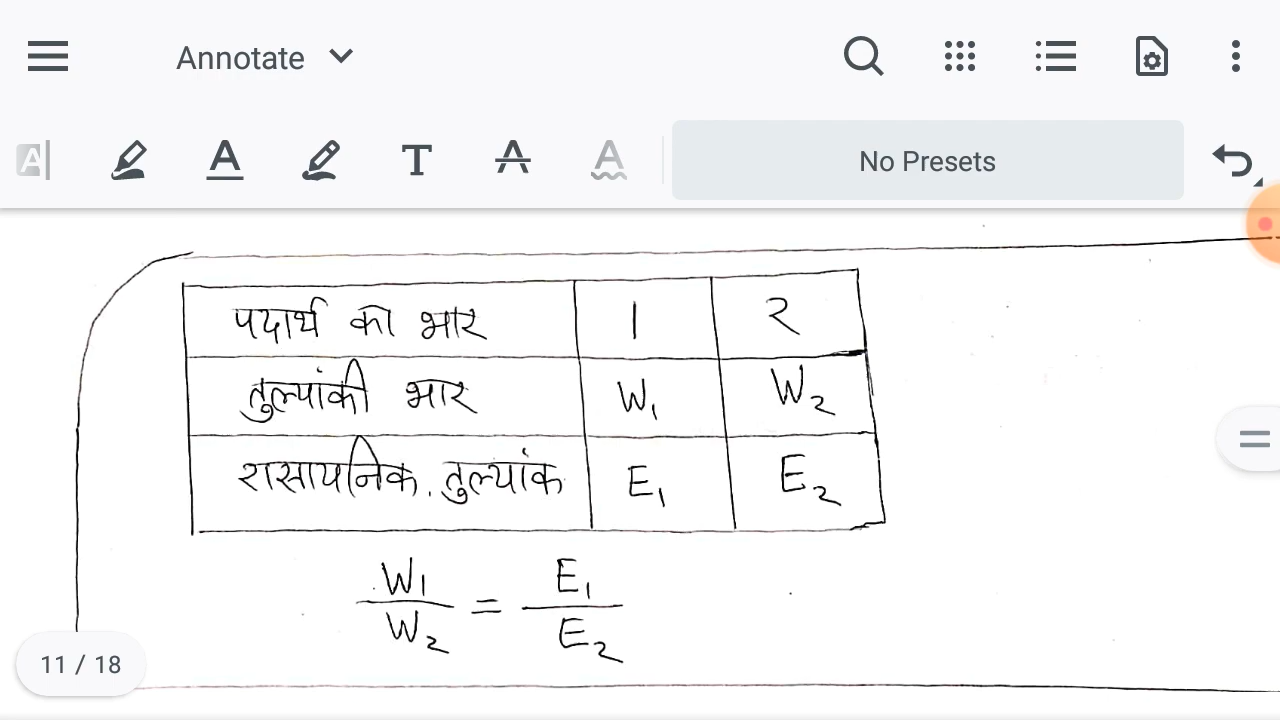 Annotate
A A T A A No Presets
पदार्थ का भार 1 2
तुल्यांकी भार W₁ W₂
रासायनिक तुल्यांक E₁ E₂
W₁/W₂ = E₁/E₂
11 / 18